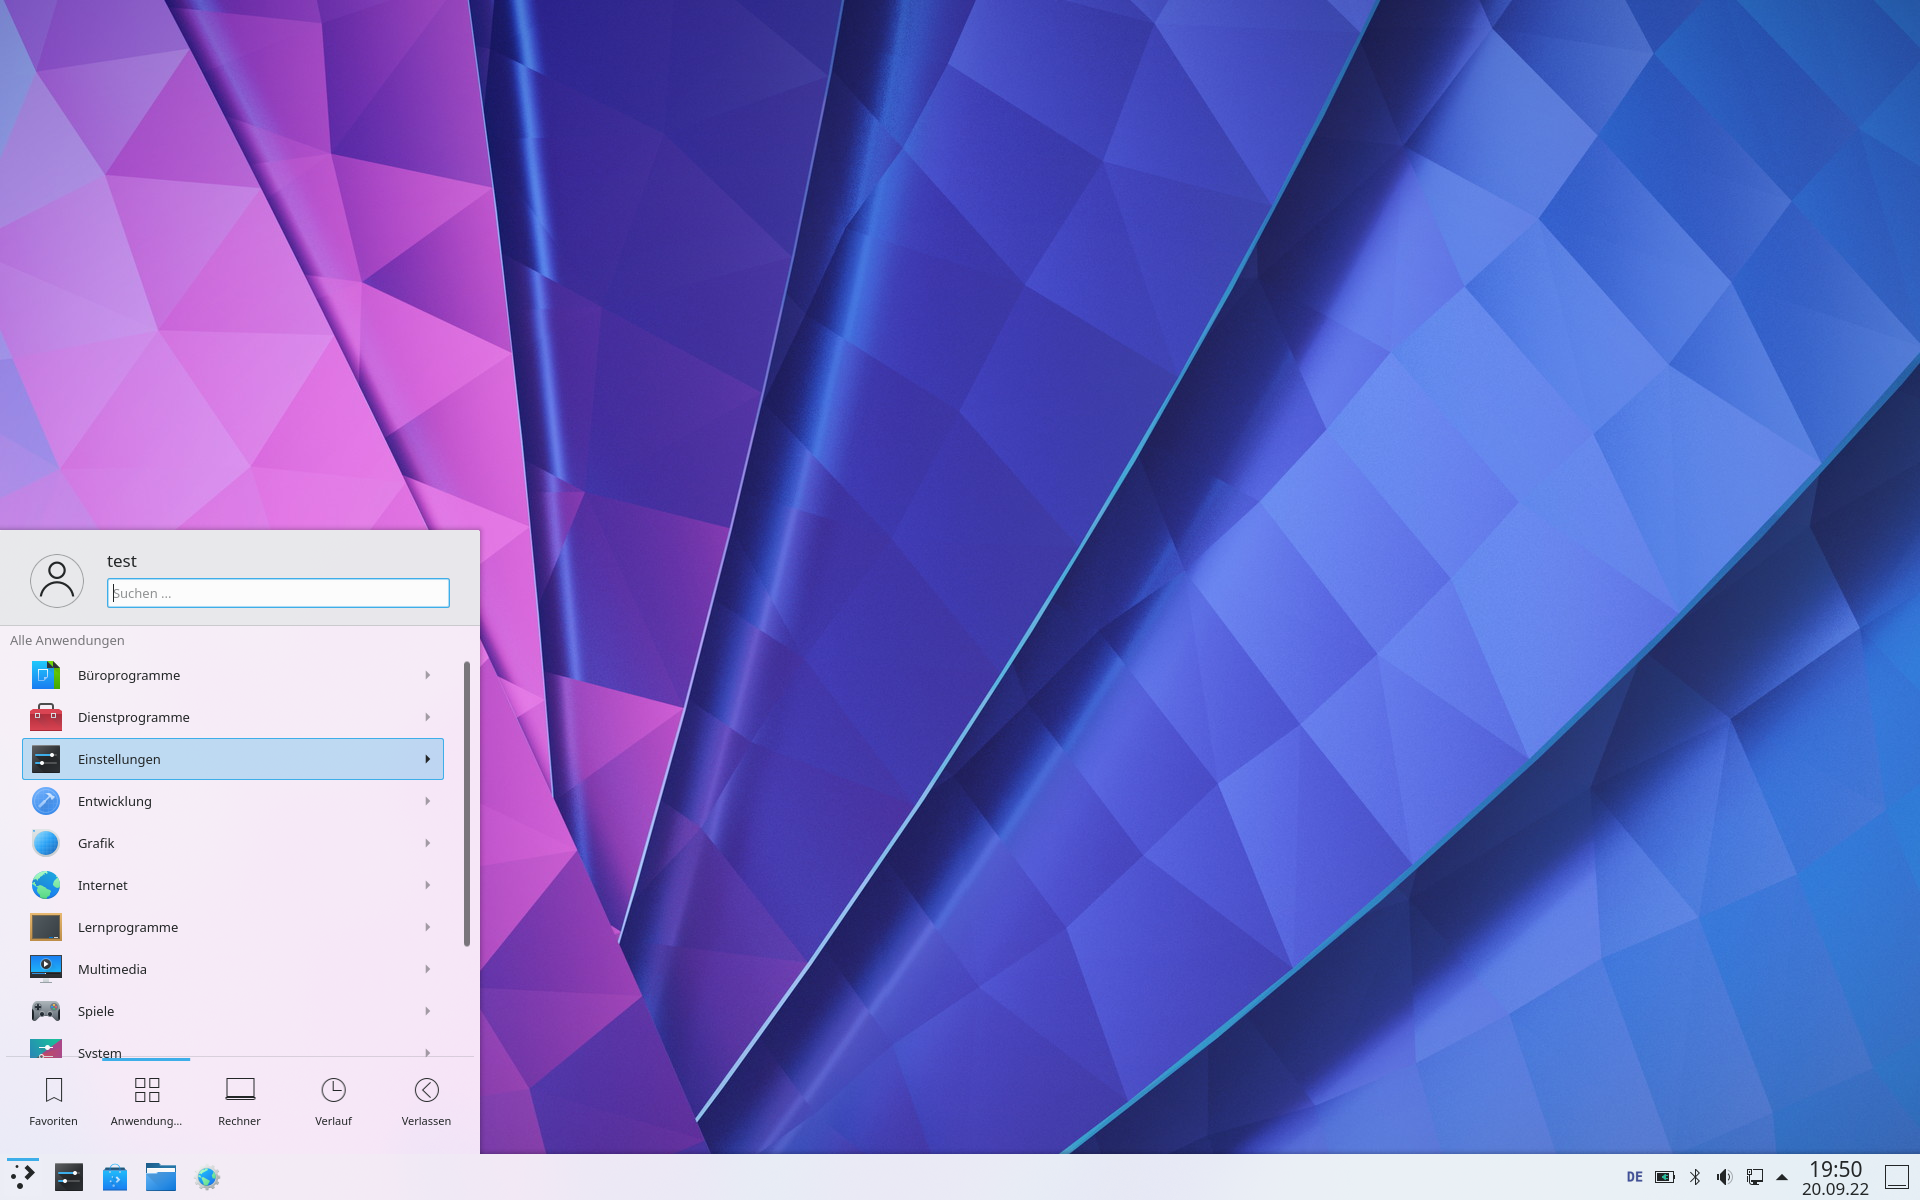 test
Suchen ...
Alle Anwendungen
Büroprogramme
Dienstprogramme
Einstellungen
Entwicklung
Grafik
Internet
Lernprogramme
Multimedia
Spiele
System
Favoriten
Anwendung...
Rechner
Verlauf
Verlassen
DE
19:50
20.09.22